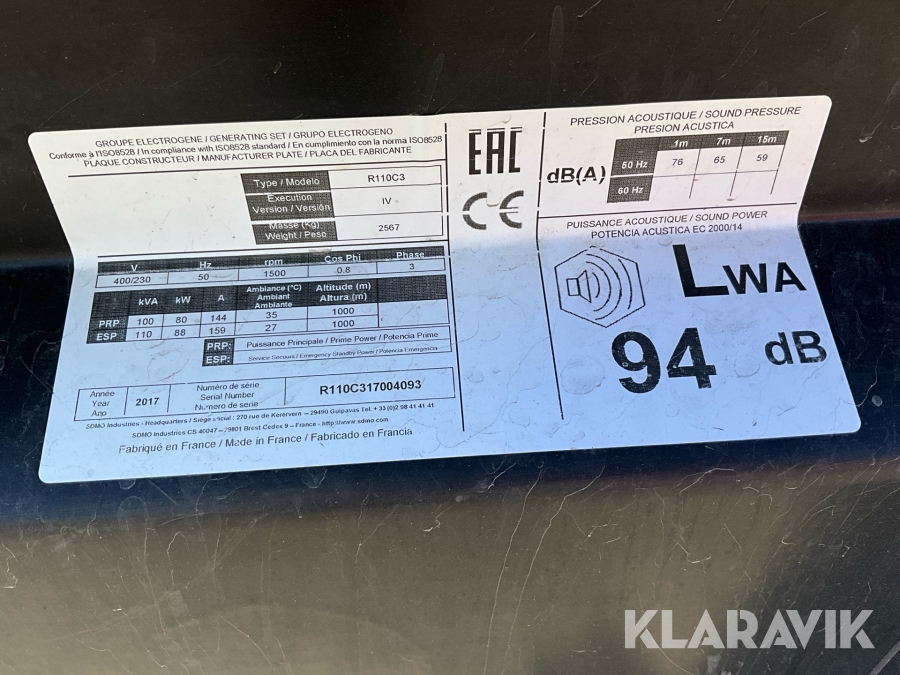 GROUPE ELECTROGENE / GENERATING SET / GRUPO ELECTROGENO
Conforme à l'ISO8528 / In compliance with ISO8528 standard / En cumplimiento con la norma ISO8528
PLAQUE CONSTRUCTEUR / MANUFACTURER PLATE / PLACA DEL FABRICANTE
Type / Modelo R110C3
Execution
Version / Versión IV
Masse (Kg)
Weight / Peso 2567
V Hz rpm Cos Phi Phase
400/230 50 1500 0.8 3
kVA kW A Ambiance (°C) Ambiant Ambiante Altitude (m) Altura (m)
PRP 100 80 144 35 1000
ESP 110 88 159 27 1000
PRP: Puissance Principale / Prime Power / Potencia Prime
ESP: Service Secours / Emergency Standby Power / Potencia Emergencia
Année
Year
Ano
2017
Numéro de série
Serial Number
Numero de serie
R110C317004093
SDMO Industries - Headquarters / Siège social : 270 rue de Kerervern – 29490 Guipavas Tel. + 33 (0)2 98 41 41 41
SDMO Industries CS 40047 – 29801 Brest Cedex 9 – France - http://www.sdmo.com
Fabriqué en France / Made in France / Fabricado en Francia
EAC
CE
PRESSION ACOUSTIQUE / SOUND PRESSURE
PRESION ACUSTICA
1m 7m 15m
dB(A) 50 Hz 76 65 59
60 Hz
PUISSANCE ACOUSTIQUE / SOUND POWER
POTENCIA ACUSTICA EC 2000/14
LWA
94 dB
KLARAVIK